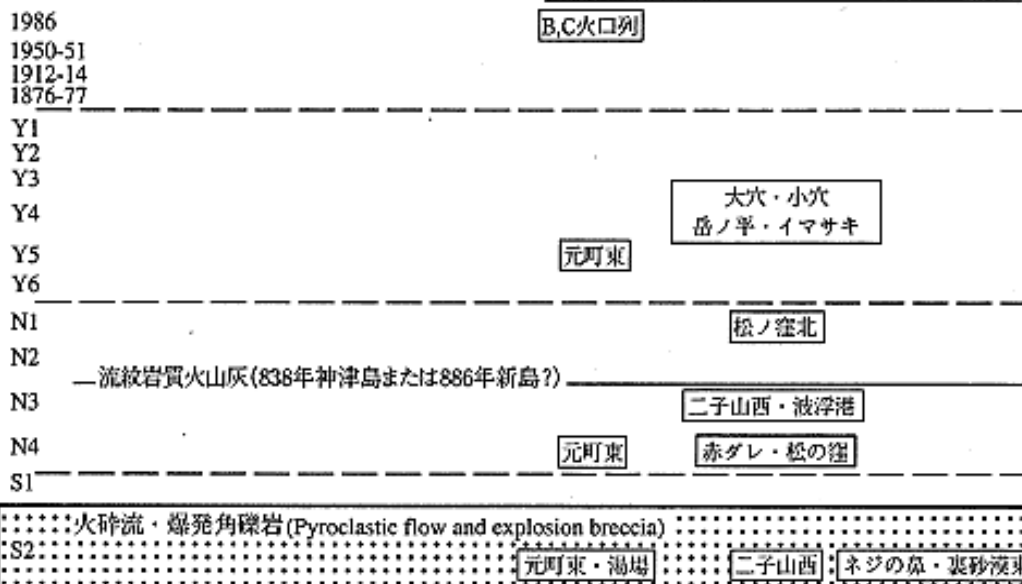 1986 B,C火口列
1950-51
1912-14
1876-77
Y1
Y2
Y3
大穴・小穴
Y4
岳ノ平・イマサキ
Y5 元町東
Y6
N1 松ノ窪北
N2
流紋岩質火山灰(838年神津島または886年新島?)
N3 二子山西・波浮港
N4 元町東 赤ダレ・松の窪
S1
火砕流・爆発角礫岩(Pyroclastic flow and explosion breccia)
S2 元町東・湯場 二子山西 ネジの鼻・裏砂漠東